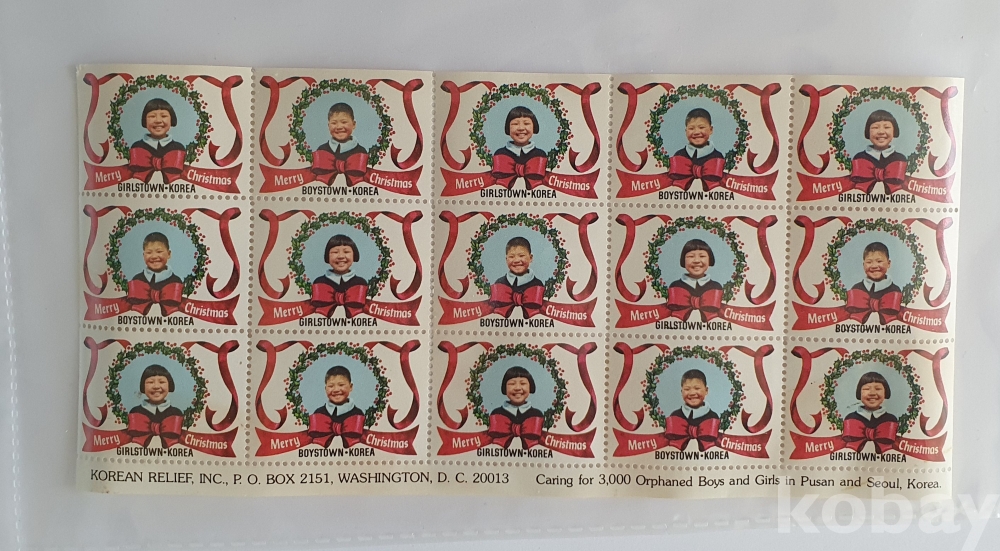 Merry Christmas Merry Christmas Merry Christmas Merry Christmas Merry Christmas
GIRLSTOWN•KOREA BOYSTOWN•KOREA GIRLSTOWN•KOREA BOYSTOWN•KOREA GIRLSTOWN•KOREA
Merry Christmas Merry Christmas Merry Christmas Merry Christmas Merry Christmas
BOYSTOWN•KOREA GIRLSTOWN•KOREA BOYSTOWN•KOREA GIRLSTOWN•KOREA BOYSTOWN•KOREA
Merry Christmas Merry Christmas Merry Christmas Merry Christmas Merry Christmas
GIRLSTOWN•KOREA BOYSTOWN•KOREA GIRLSTOWN•KOREA BOYSTOWN•KOREA GIRLSTOWN•KOREA
KOREAN RELIEF, INC., P. O. BOX 2151, WASHINGTON, D. C. 20013 Caring for 3,000 Orphaned Boys and Girls in Pusan and Seoul, Korea.
kobay